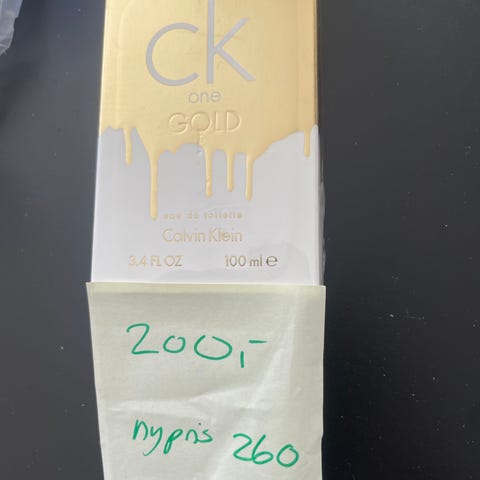 ck
one
GOLD
eau de toilette
Calvin Klein
3.4 FL OZ 100 ml e
200,-
nypris 260